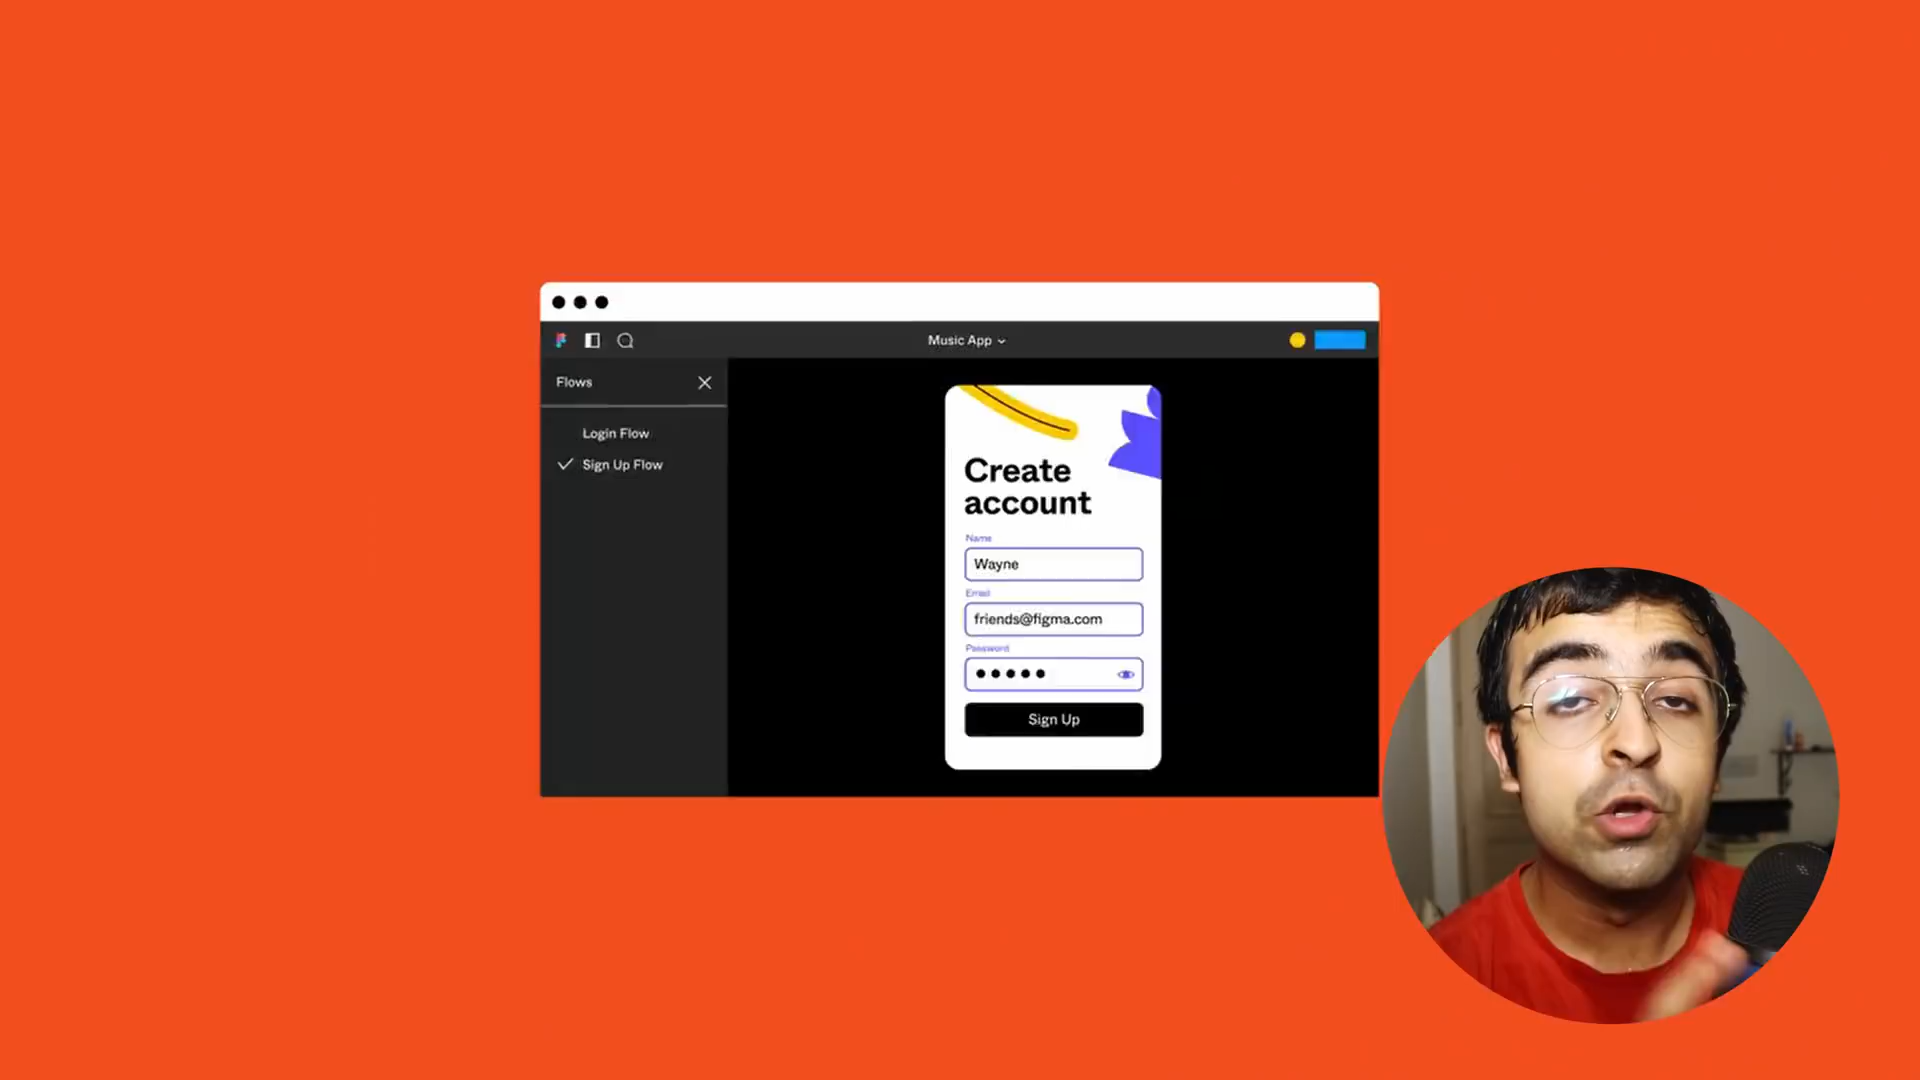 Music App
Flows
Login Flow
Sign Up Flow
Create
account
Name
Wayne
Email
friends@figma.com
Password
Sign Up